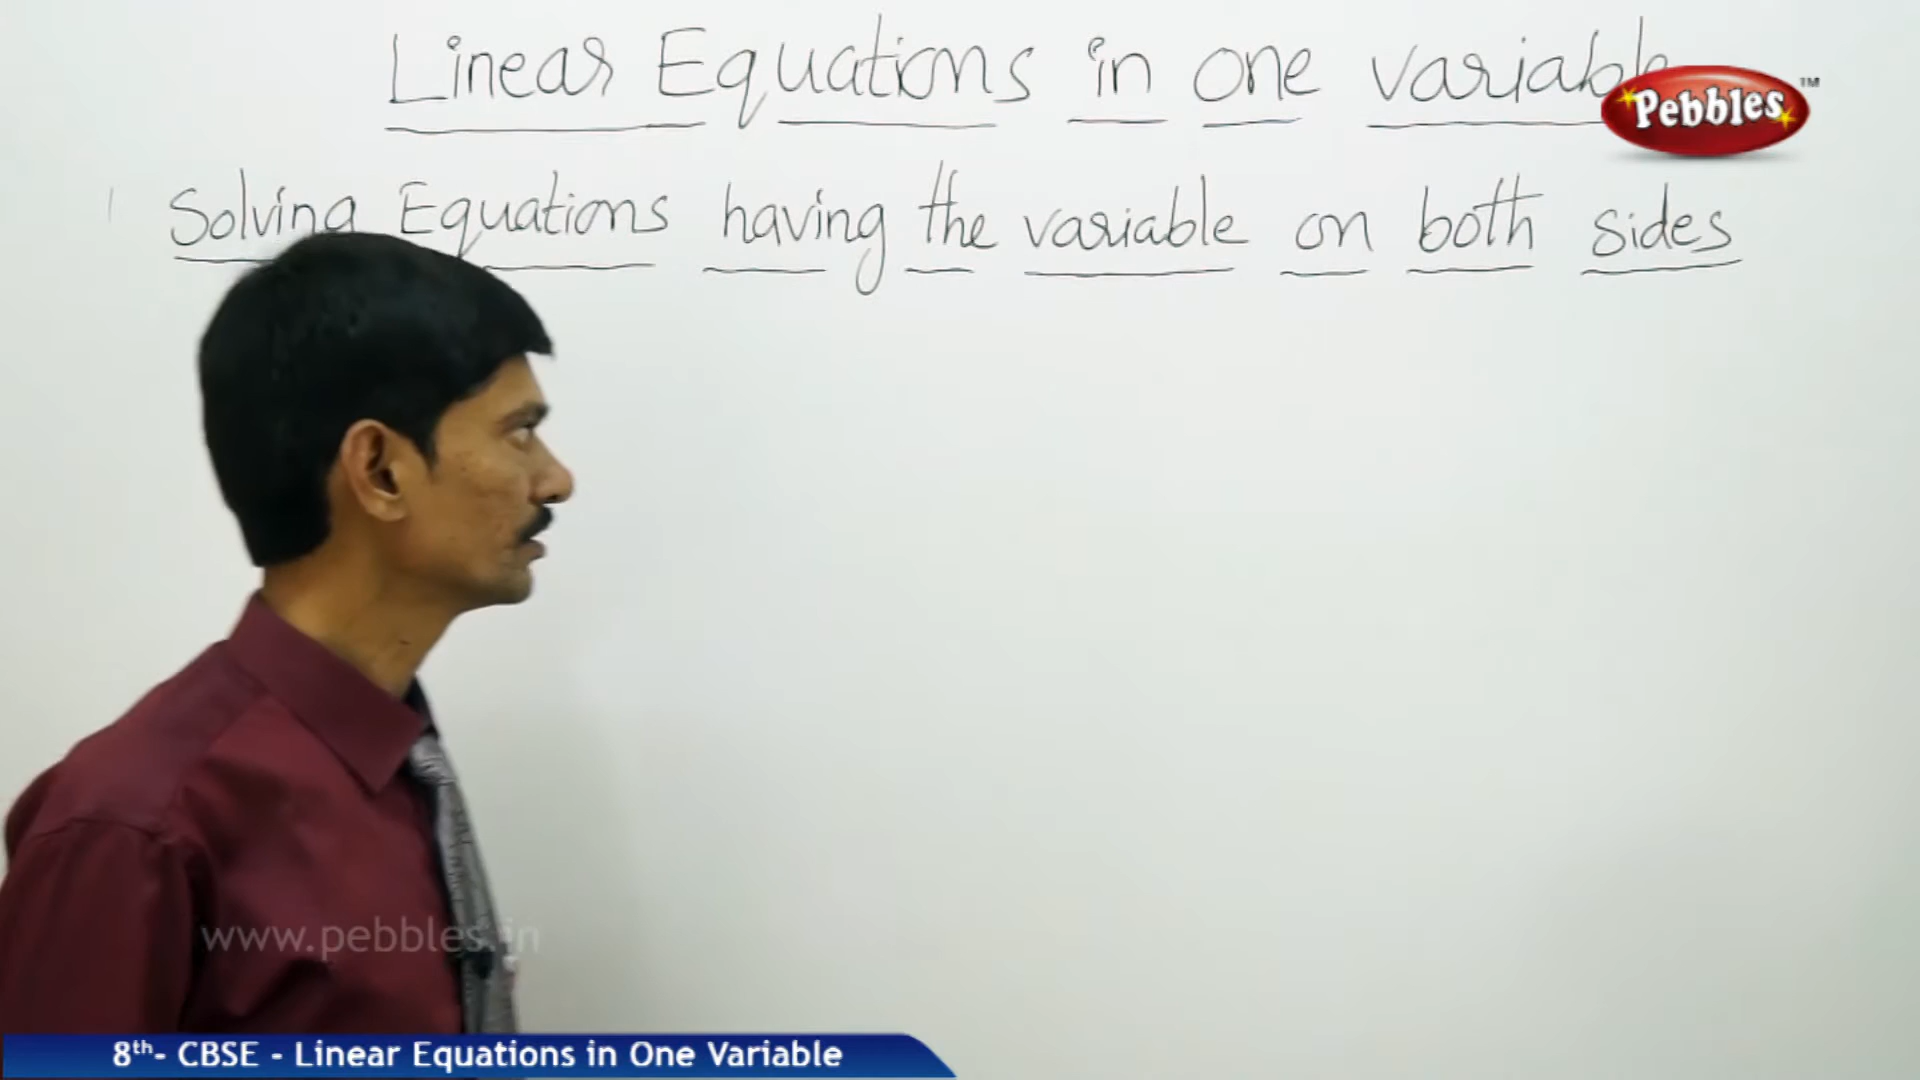 Linear Equations in one variable
Pebbles™
Solving Equations having the variable on both sides
www.pebbles.in
8th- CBSE - Linear Equations in One Variable